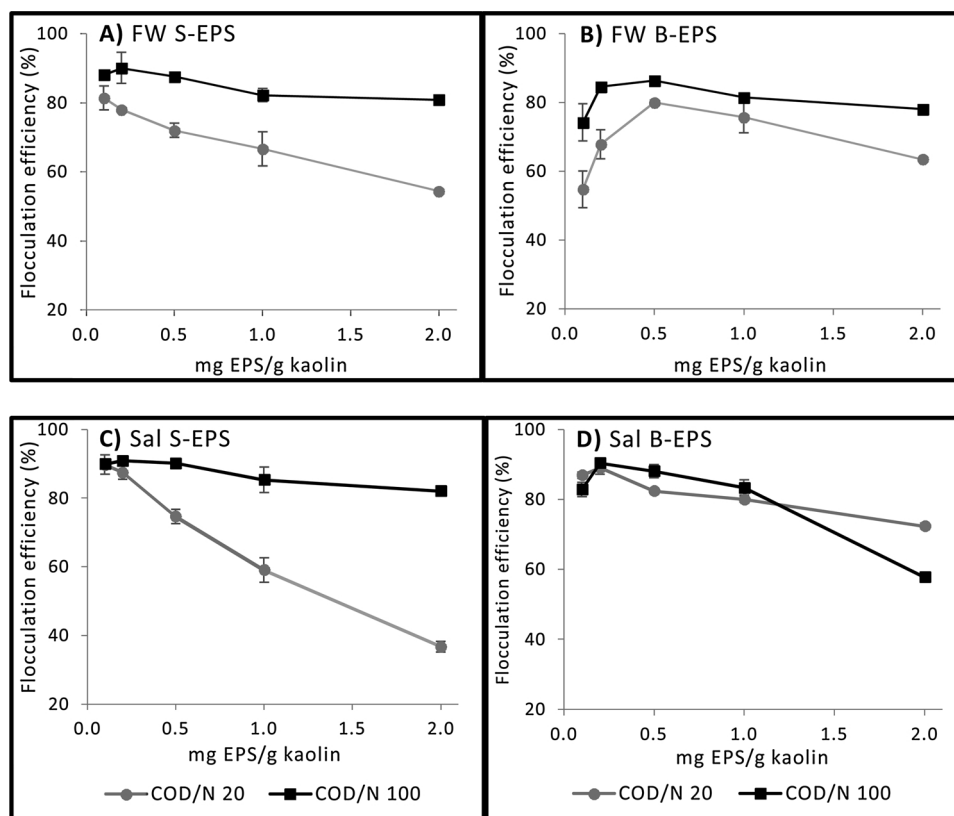 A) FW S-EPS
Flocculation efficiency (%)
100
80
60
40
20
0.0 0.5 1.0 1.5 2.0
mg EPS/g kaolin
B) FW B-EPS
Flocculation efficiency (%)
100
80
60
40
20
0.0 0.5 1.0 1.5 2.0
mg EPS/g kaolin
C) Sal S-EPS
Flocculation efficiency (%)
100
80
60
40
20
0.0 0.5 1.0 1.5 2.0
mg EPS/g kaolin
COD/N 20 COD/N 100
D) Sal B-EPS
Flocculation efficiency (%)
100
80
60
40
20
0.0 0.5 1.0 1.5 2.0
mg EPS/g kaolin
COD/N 20 COD/N 100